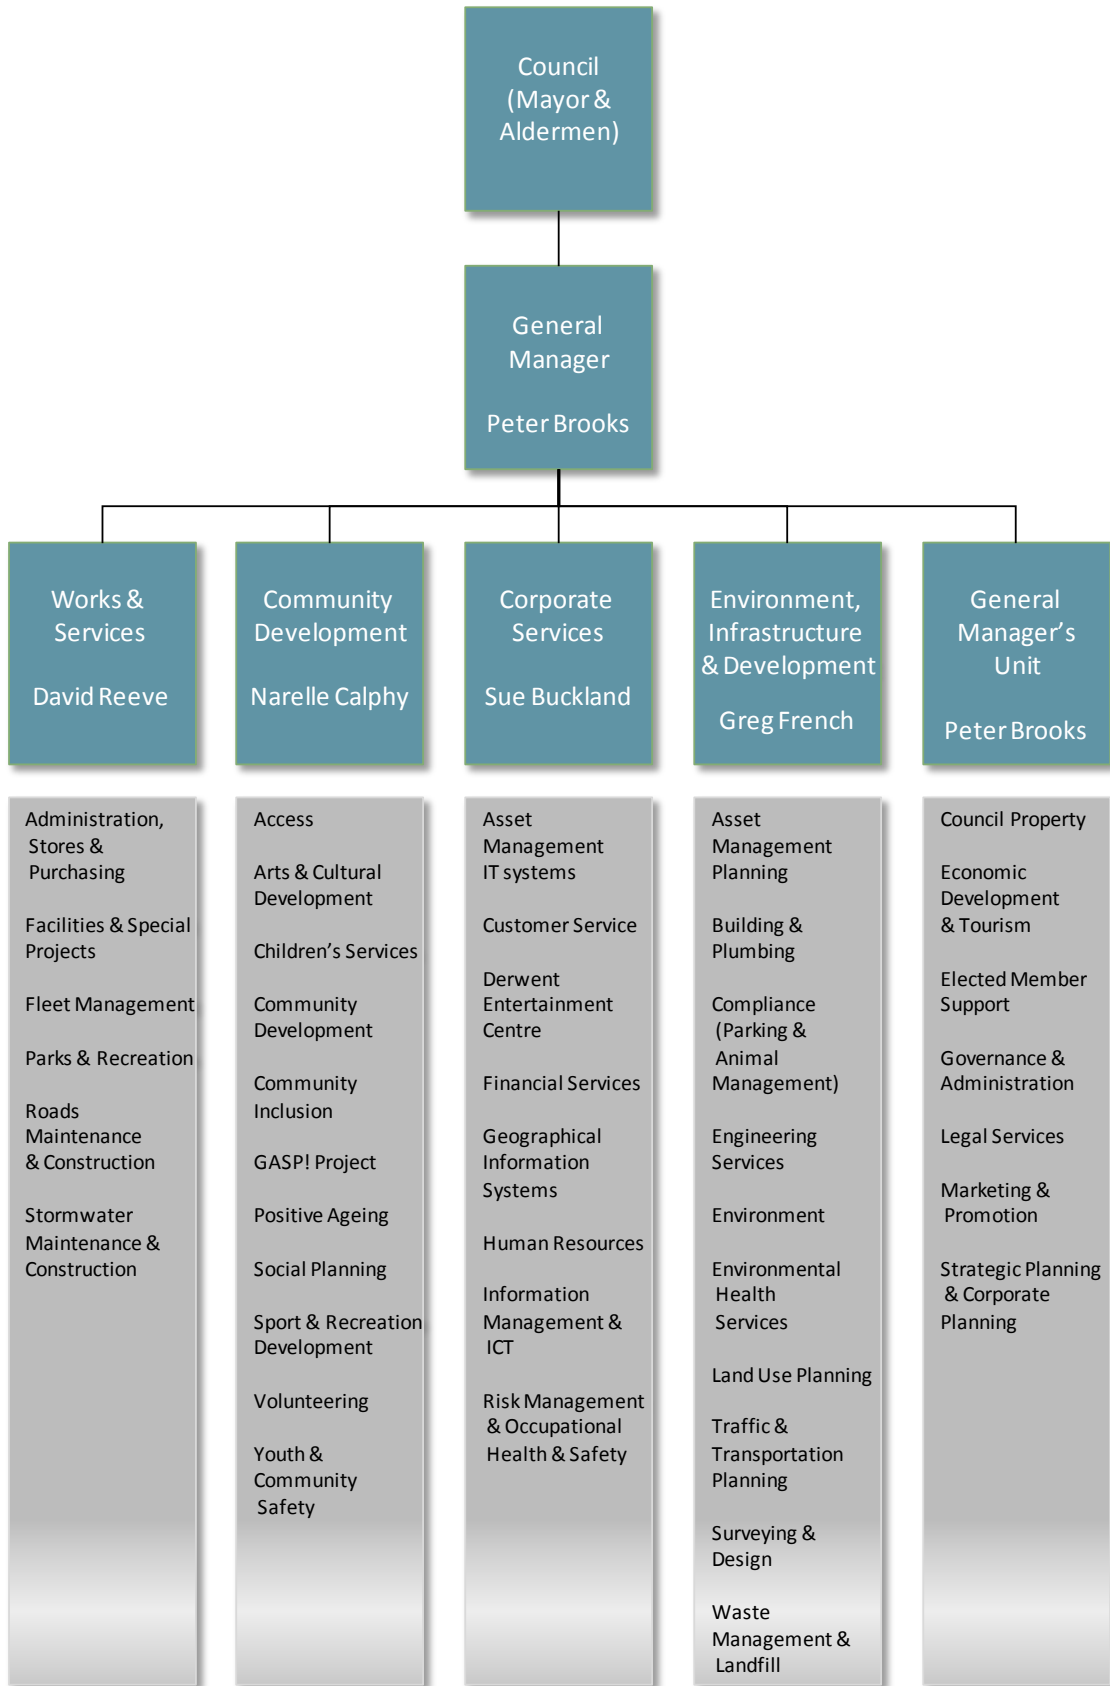 Council
(Mayor &
Aldermen)
General
Manager
Peter Brooks
Works &
Services
David Reeve
Community
Development
Narelle Calphy
Corporate
Services
Sue Buckland
Environment,
Infrastructure
& Development
Greg French
General
Manager’s
Unit
Peter Brooks
Administration,
Stores &
Purchasing
Facilities & Special
Projects
Fleet Management
Parks & Recreation
Roads
Maintenance
& Construction
Stormwater
Maintenance &
Construction
Access
Arts & Cultural
Development
Children’s Services
Community
Development
Community
Inclusion
GASP! Project
Positive Ageing
Social Planning
Sport & Recreation
Development
Volunteering
Youth &
Community
Safety
Asset
Management
IT systems
Customer Service
Derwent
Entertainment
Centre
Financial Services
Geographical
Information
Systems
Human Resources
Information
Management &
ICT
Risk Management
& Occupational
Health & Safety
Asset
Management
Planning
Building &
Plumbing
Compliance
(Parking &
Animal
Management)
Engineering
Services
Environment
Environmental
Health
Services
Land Use Planning
Traffic &
Transportation
Planning
Surveying &
Design
Waste
Management &
Landfill
Council Property
Economic
Development
& Tourism
Elected Member
Support
Governance &
Administration
Legal Services
Marketing &
Promotion
Strategic Planning
& Corporate
Planning